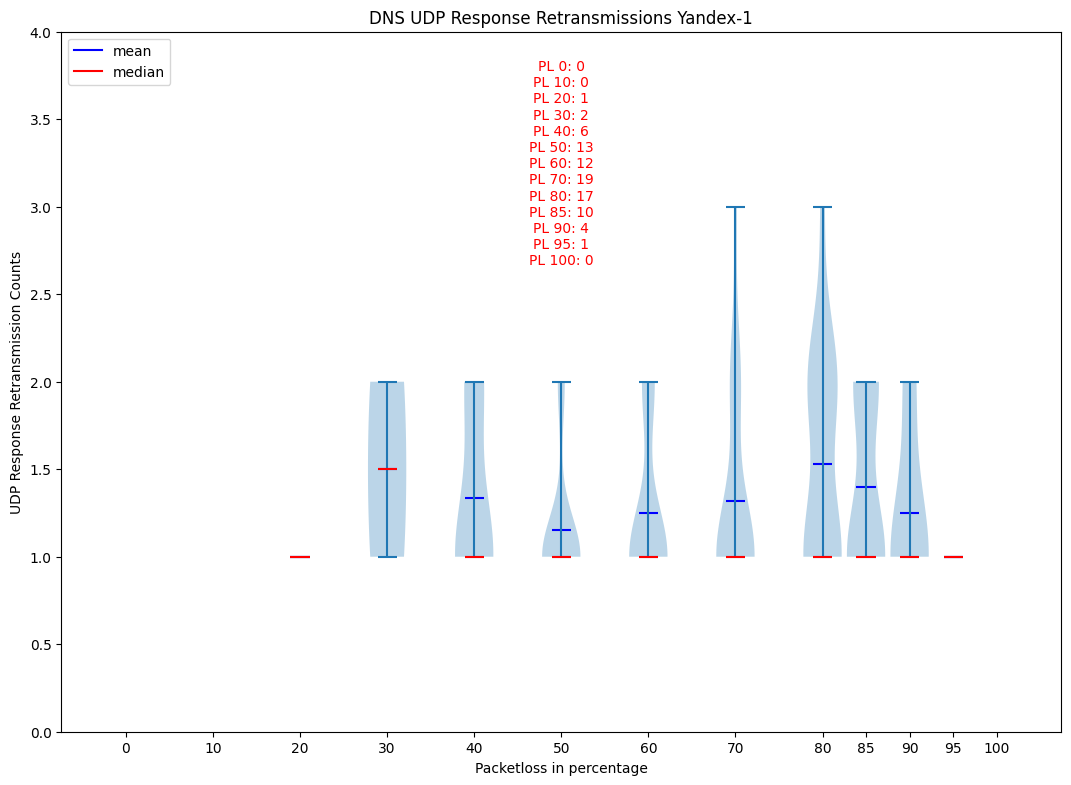 DNS UDP Response Retransmissions Yandex-1
mean
median
PL 0: 0
PL 10: 0
PL 20: 1
PL 30: 2
PL 40: 6
PL 50: 13
PL 60: 12
PL 70: 19
PL 80: 17
PL 85: 10
PL 90: 4
PL 95: 1
PL 100: 0
UDP Response Retransmission Counts
4.0
3.5
3.0
2.5
2.0
1.5
1.0
0.5
0.0
0 10 20 30 40 50 60 70 80 85 90 95 100
Packetloss in percentage